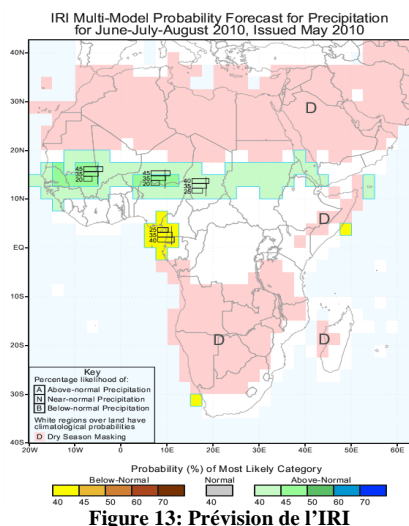 IRI Multi-Model Probability Forecast for Precipitation
for June-July-August 2010, Issued May 2010
40N
30N
20N
10N
EQ
10S
20S
30S
40S
D
45
35
20
45
35
20
40
35
25
D
25
35
40
D
D
Key
Percentage likelihood of:
A Above-normal Precipitation
N Near-normal Precipitation
B Below-normal Precipitation
White regions over land have
climatological probabilities
D Dry Season Masking
20W 10W 0 10E 20E 30E 40E 50E 60E
Probability (%) of Most Likely Category
Below-Normal Normal Above-Normal
40 45 50 60 70 40 40 45 50 60 70
Figure 13: Prévision de l’IRI